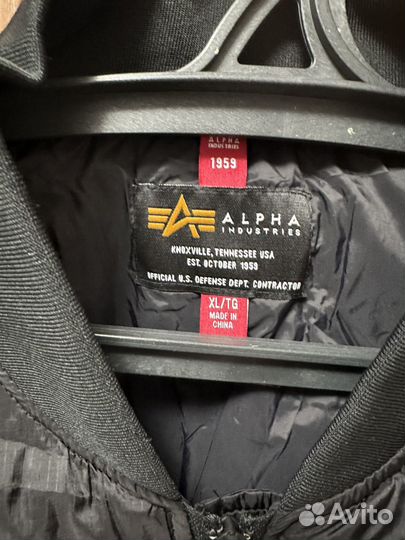 ALPHA
INDUSTRIES
1959
ALPHA
INDUSTRIES
KNOXVILLE, TENNESSEE USA
EST. OCTOBER 1959
OFFICIAL U.S. DEFENSE DEPT. CONTRACTOR
XL/TG
MADE IN
CHINA
Avito